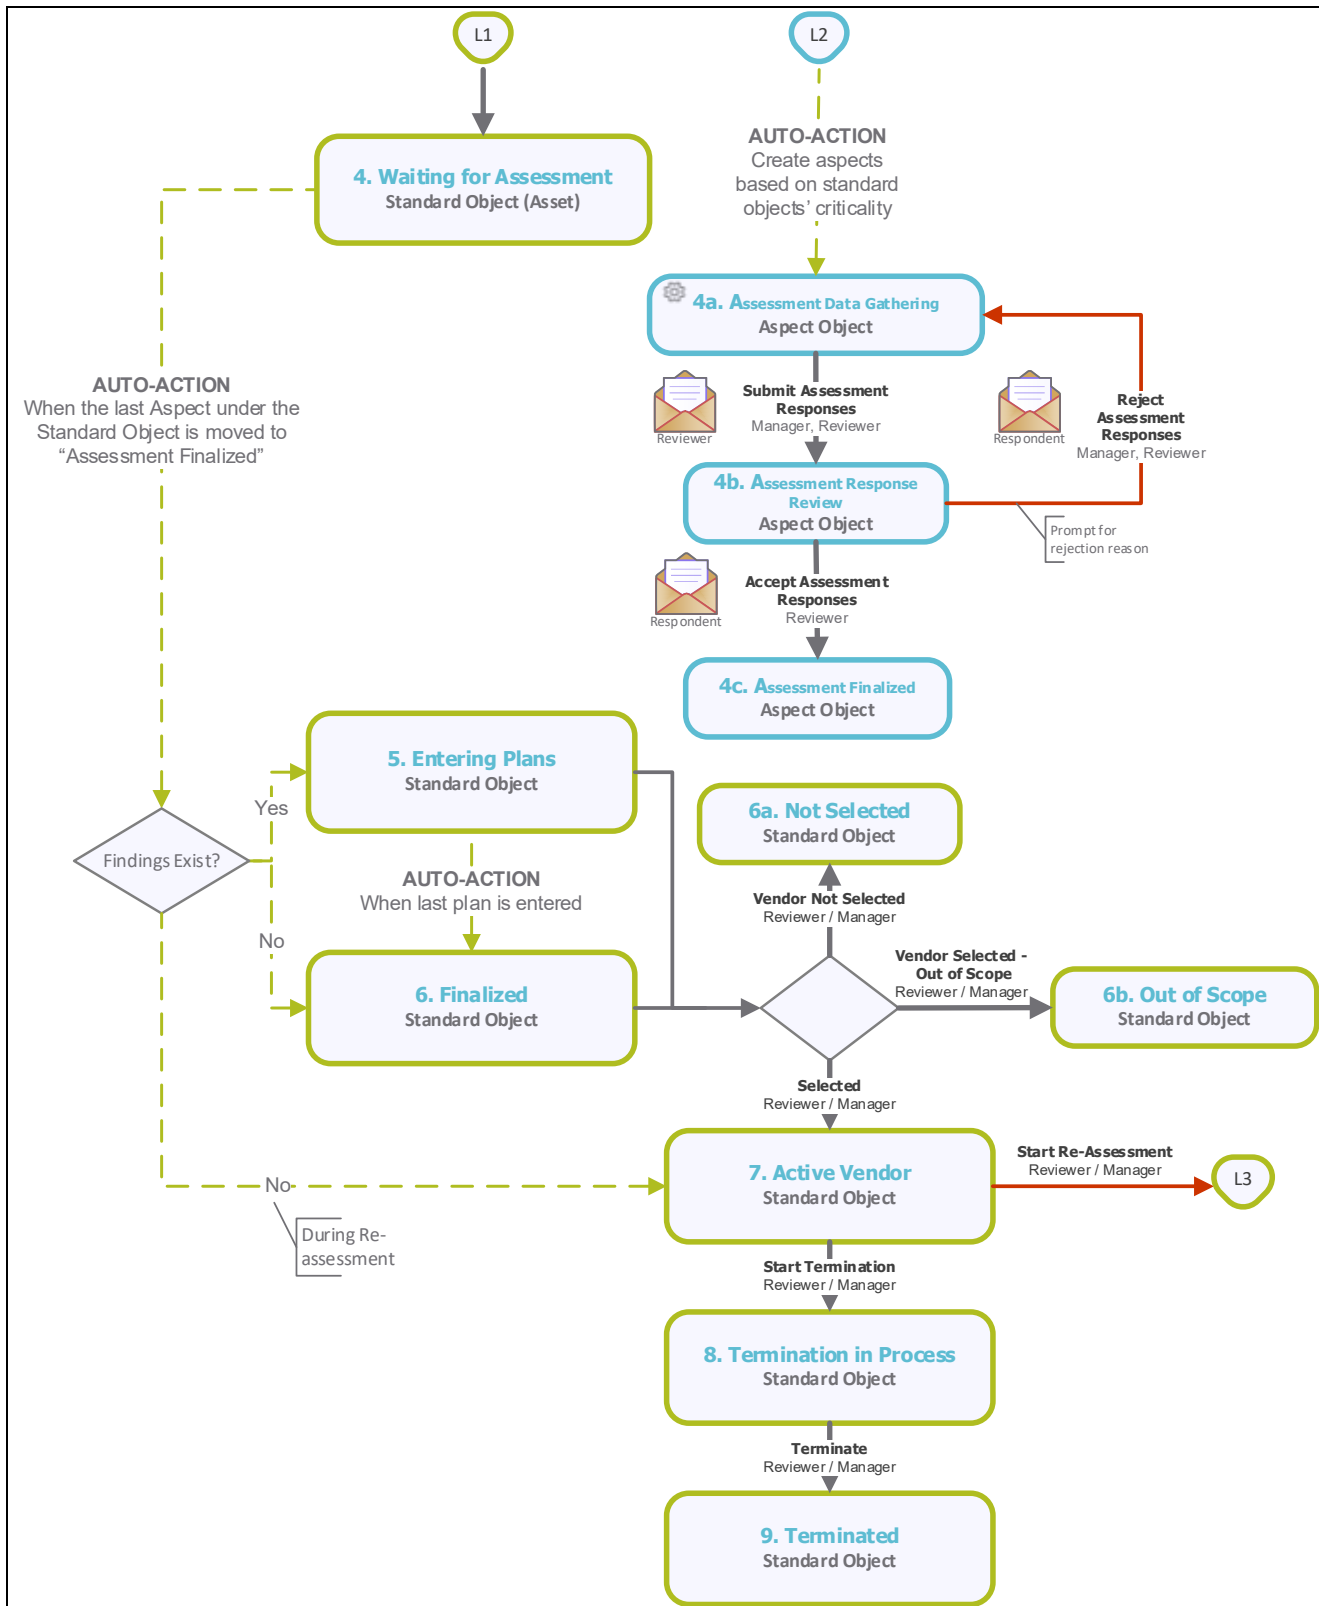 L1
L2
4. Waiting for Assessment
Standard Object (Asset)
AUTO-ACTION
Create aspects
based on standard
objects’ criticality
4a. Assessment Data Gathering
Aspect Object
AUTO-ACTION
When the last Aspect under the
Standard Object is moved to
“Assessment Finalized”
Reviewer
Submit Assessment
Responses
Manager, Reviewer
Respondent
Reject
Assessment
Responses
Manager, Reviewer
4b. Assessment Response
Review
Aspect Object
Prompt for
rejection reason
Respondent
Accept Assessment
Responses
Reviewer
4c. Assessment Finalized
Aspect Object
5. Entering Plans
Standard Object
Yes
Findings Exist?
No
AUTO-ACTION
When last plan is entered
6. Finalized
Standard Object
6a. Not Selected
Standard Object
Vendor Not Selected
Reviewer / Manager
Vendor Selected -
Out of Scope
Reviewer / Manager
6b. Out of Scope
Standard Object
Selected
Reviewer / Manager
7. Active Vendor
Standard Object
Start Re-Assessment
Reviewer / Manager
L3
No
During Re-
assessment
Start Termination
Reviewer / Manager
8. Termination in Process
Standard Object
Terminate
Reviewer / Manager
9. Terminated
Standard Object